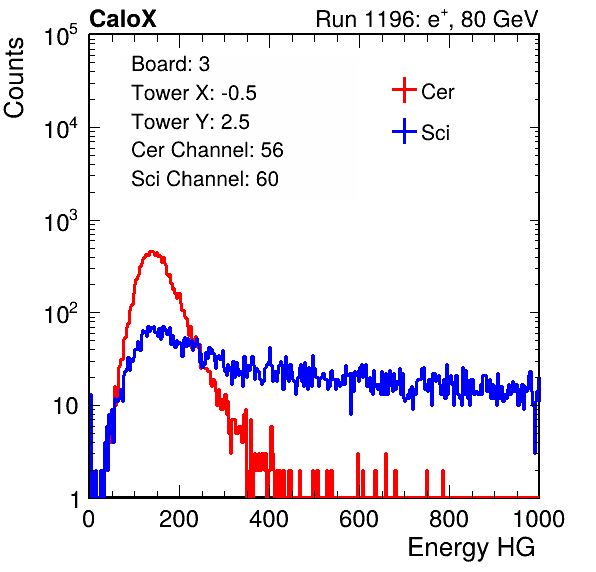 CaloX Run 1196: e⁺, 80 GeV
Counts
Board: 3
Tower X: -0.5
Tower Y: 2.5
Cer Channel: 56
Sci Channel: 60
Cer
Sci
10⁵
10⁴
10³
10²
10
1
0 200 400 600 800 1000
Energy HG